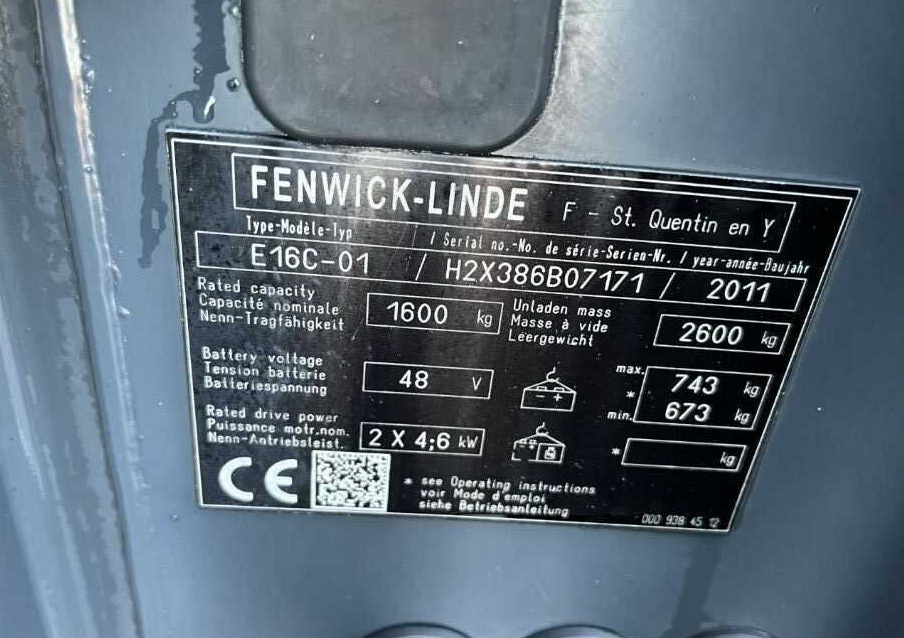 FENWICK-LINDE F - St. Quentin en Y
Type-Modèle-Typ / Serial no.-No. de série-Serien-Nr. / year-année-Baujahr
E16C-01 / H2X386B07171 / 2011
Rated capacity
Capacité nominale
Nenn-Tragfähigkeit
1600 kg
Unladen mass
Masse à vide
Leergewicht
2600 kg
Battery voltage
Tension batterie
Batteriespannung
48 V
- +
max. 743 kg
*
min. 673 kg
Rated drive power
Puissance motr.nom.
Nenn-Antriebsleist.
2 X 4;6 kW
* kg
CE
* see Operating instructions
voir Mode d'emploi
siehe Betriebsanleitung
000 938 45 12